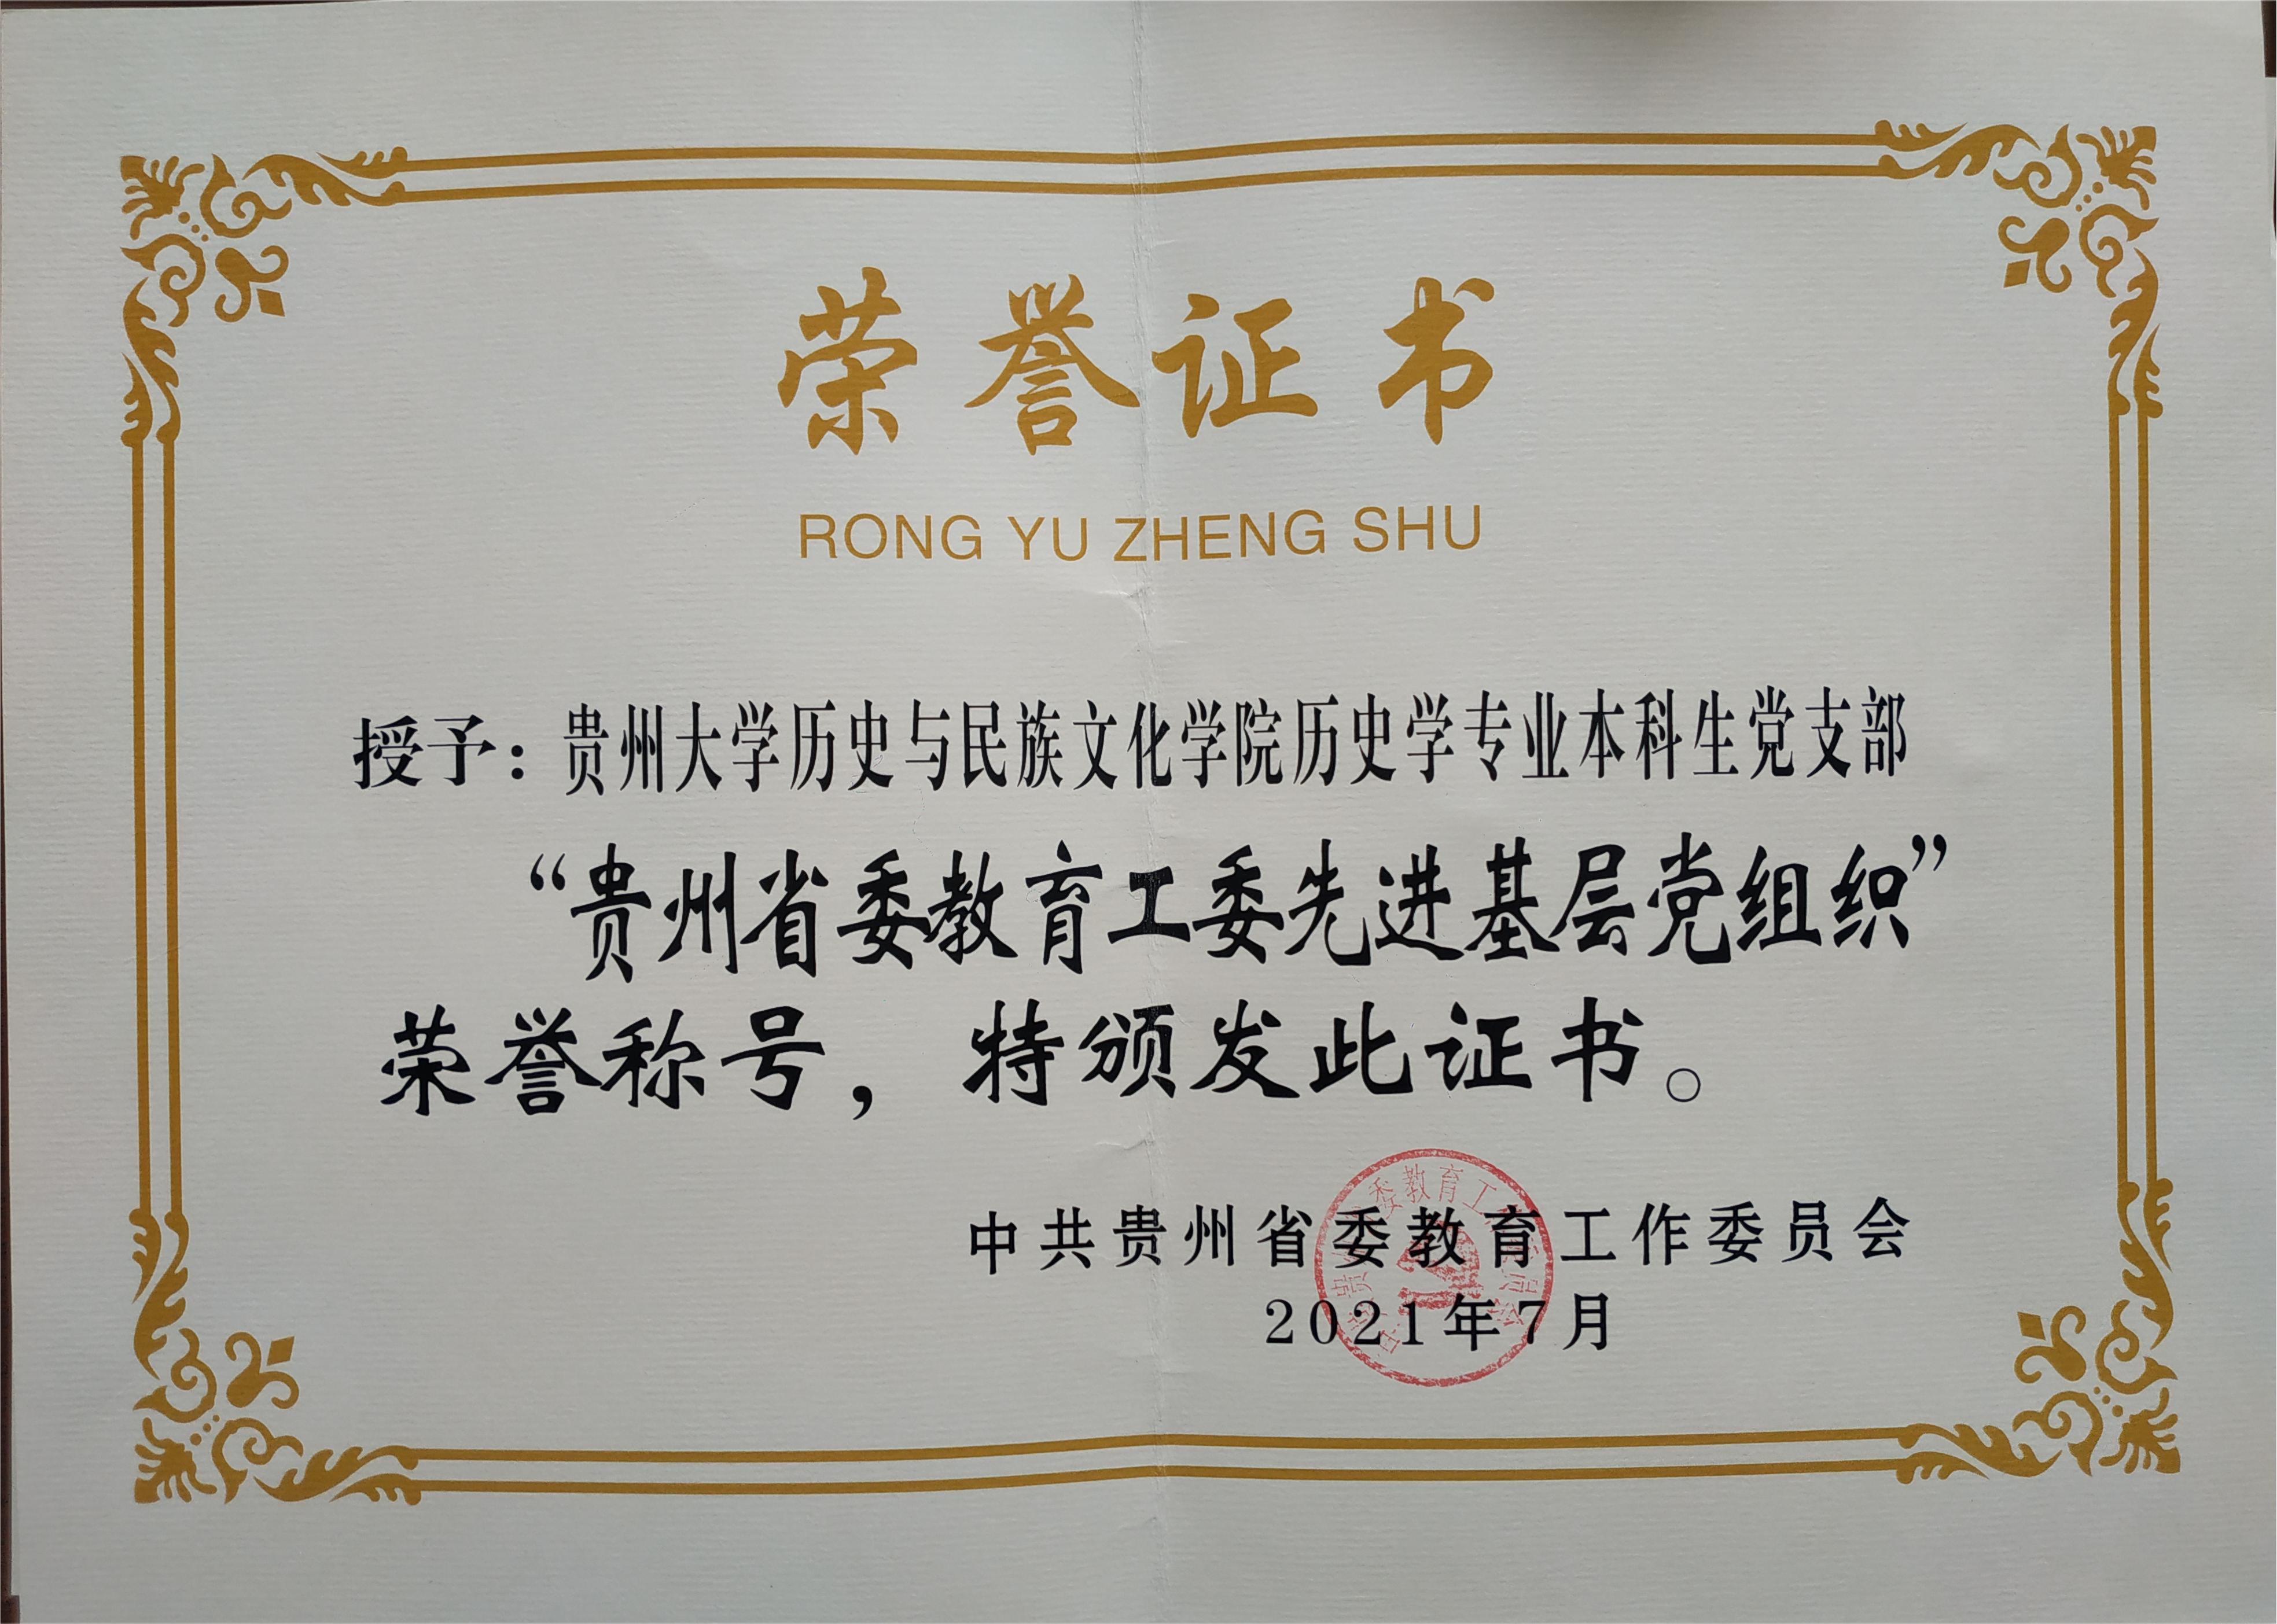 荣誉证书
RONG YU ZHENG SHU
授予：贵州大学历史与民族文化学院历史学专业本科生党支部
“贵州省委教育工委先进基层党组织”
荣誉称号，特颁发此证书。
中共贵州省委教育工作委员会
2021年7月